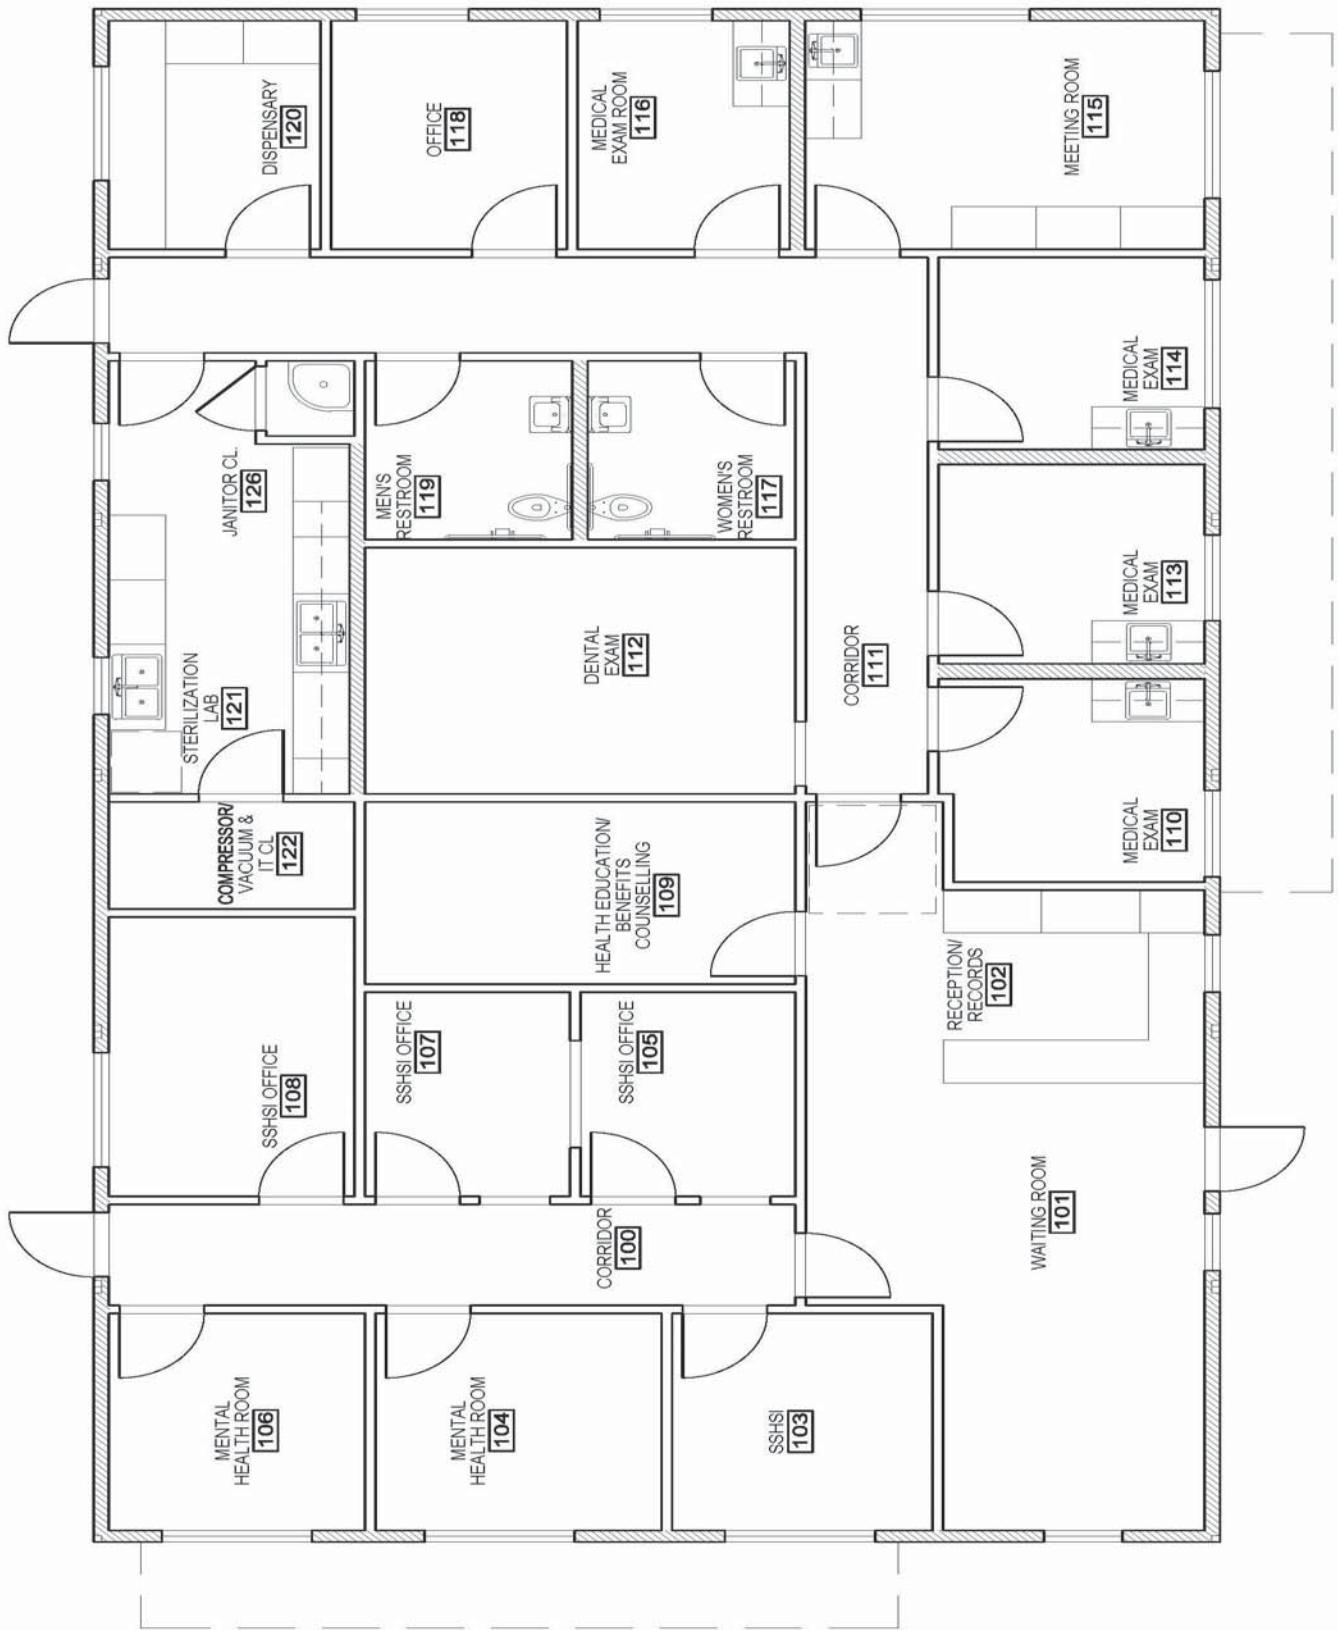 DISPENSARY
120
OFFICE
118
MEDICAL
EXAM ROOM
116
MEETING ROOM
115
JANITOR CL.
126
MEN'S
RESTROOM
119
WOMEN'S
RESTROOM
117
MEDICAL
EXAM
114
STERILIZATION
LAB
121
DENTAL
EXAM
112
CORRIDOR
111
MEDICAL
EXAM
113
COMPRESSOR/
VACUUM &
IT CL
122
HEALTH EDUCATION/
BENEFITS
COUNSELLING
109
MEDICAL
EXAM
110
RECEPTION/
RECORDS
102
SSHSI OFFICE
108
SSHSI OFFICE
107
SSHSI OFFICE
105
CORRIDOR
100
WAITING ROOM
101
MENTAL
HEALTH ROOM
106
MENTAL
HEALTH ROOM
104
SSHSI
103